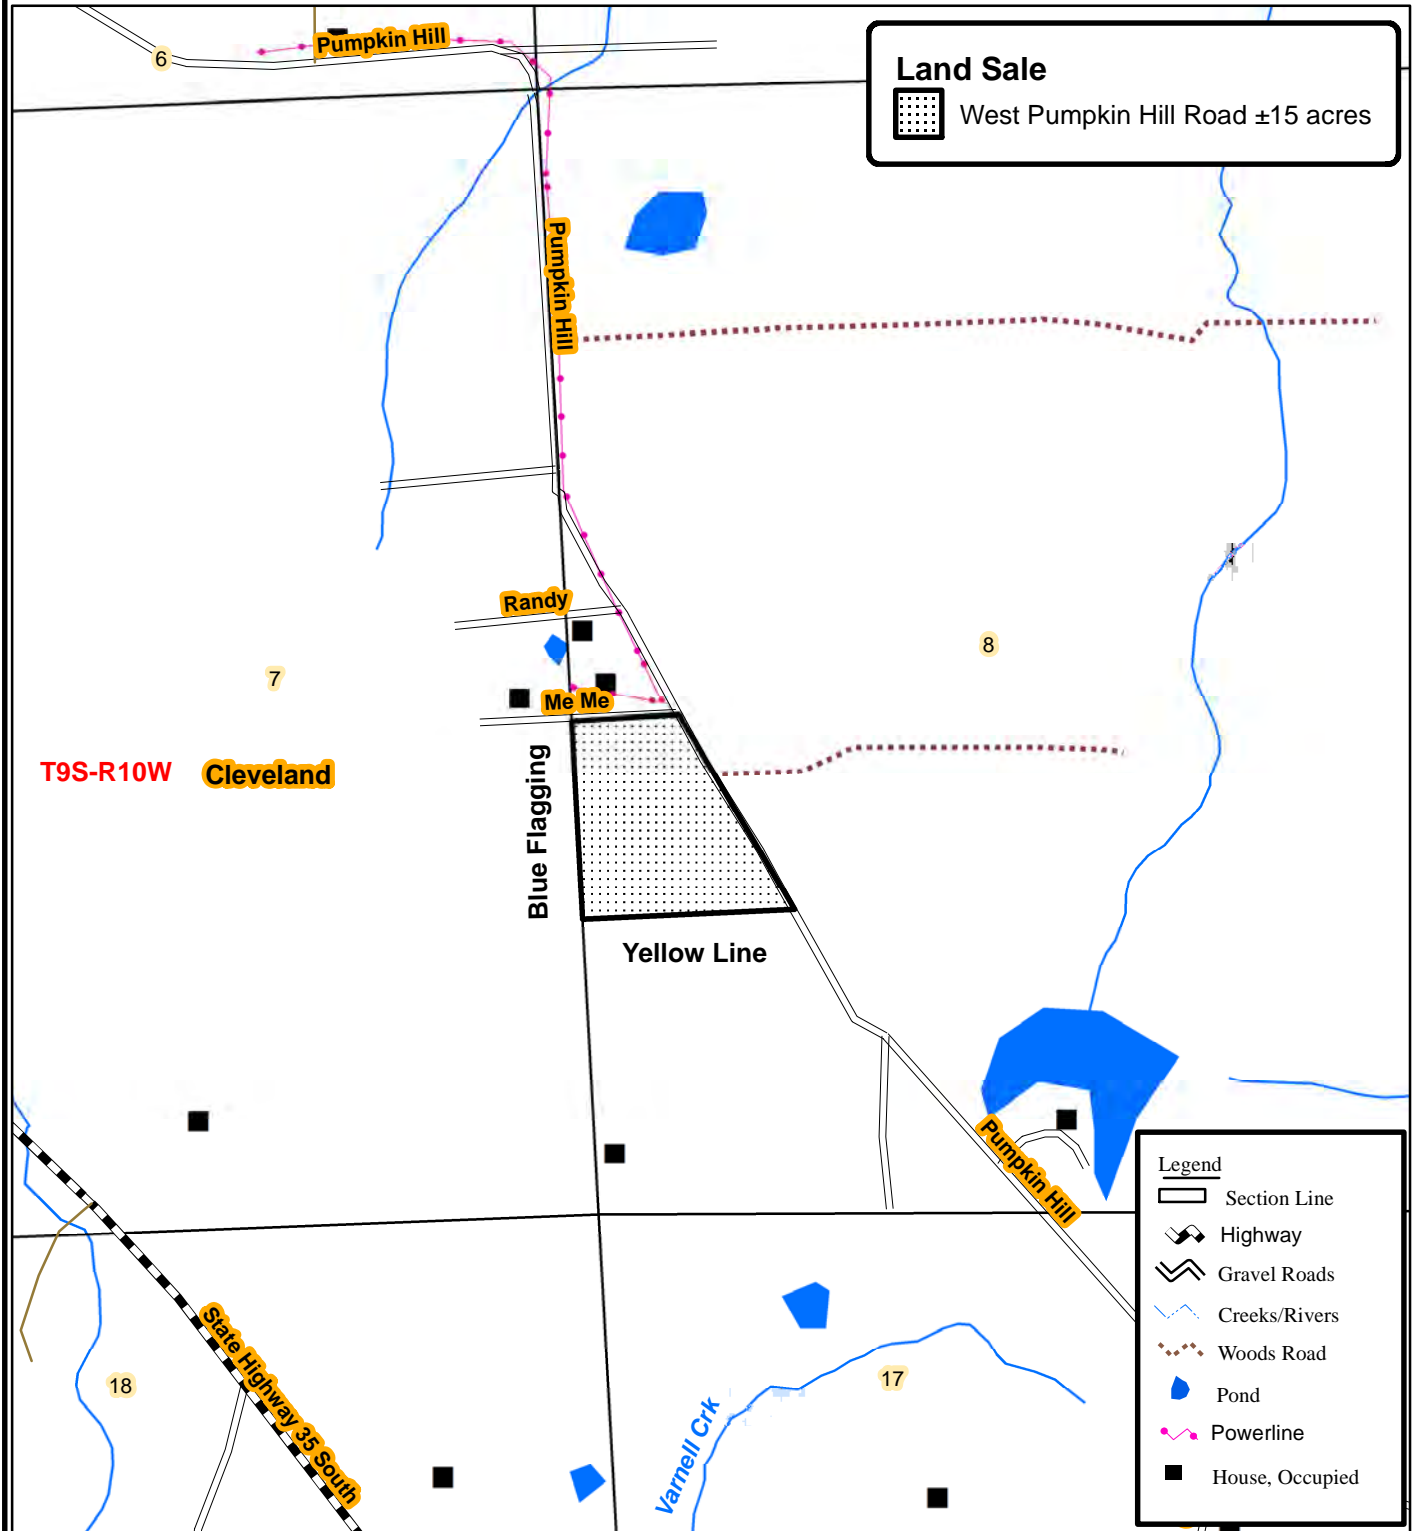 Pumpkin Hill
6
Land Sale
West Pumpkin Hill Road ±15 acres
Pumpkin Hill
Randy
8
7
Me Me
T9S-R10W
Cleveland
Blue Flagging
Yellow Line
Pumpkin Hill
Legend
Section Line
Highway
Gravel Roads
Creeks/Rivers
Woods Road
Pond
Powerline
House, Occupied
State Highway 35 South
18
17
Varnell Crk